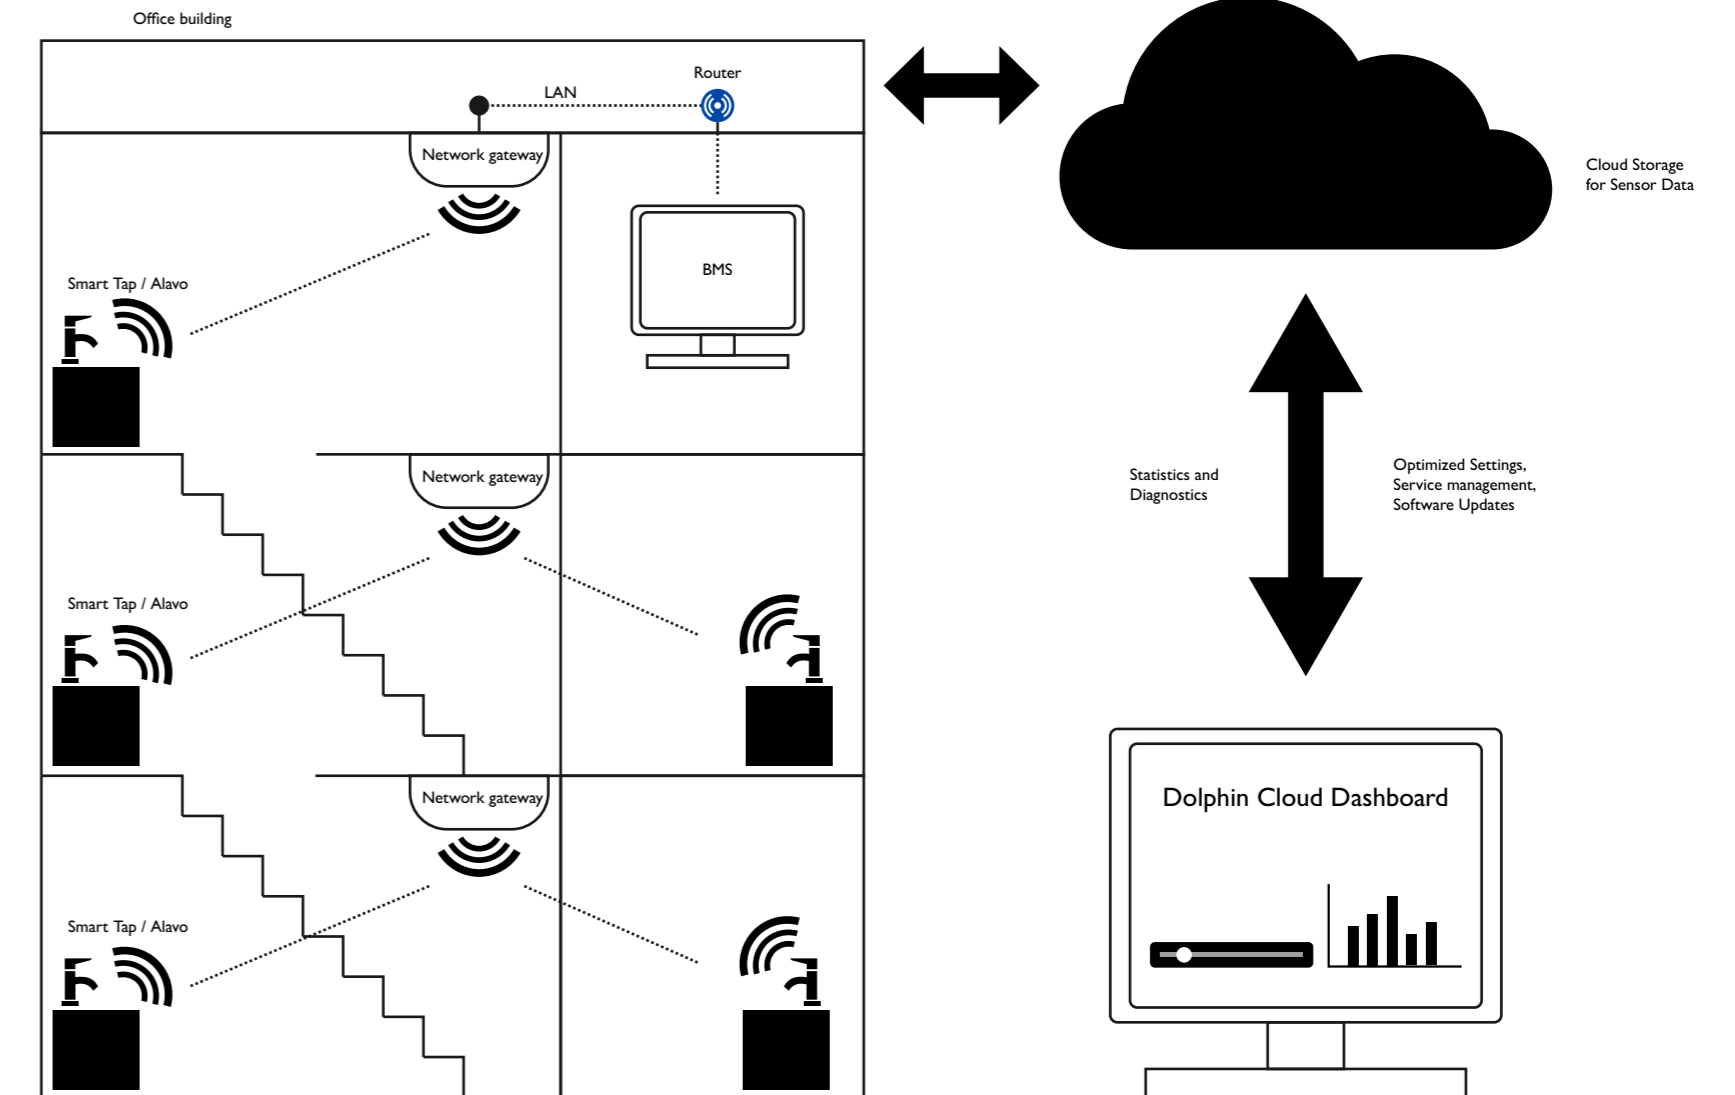 Office building
Router
LAN
Network gateway
BMS
Smart Tap / Alavo
Network gateway
Smart Tap / Alavo
Network gateway
Smart Tap / Alavo
Cloud Storage
for Sensor Data
Statistics and
Diagnostics
Optimized Settings,
Service management,
Software Updates
Dolphin Cloud Dashboard